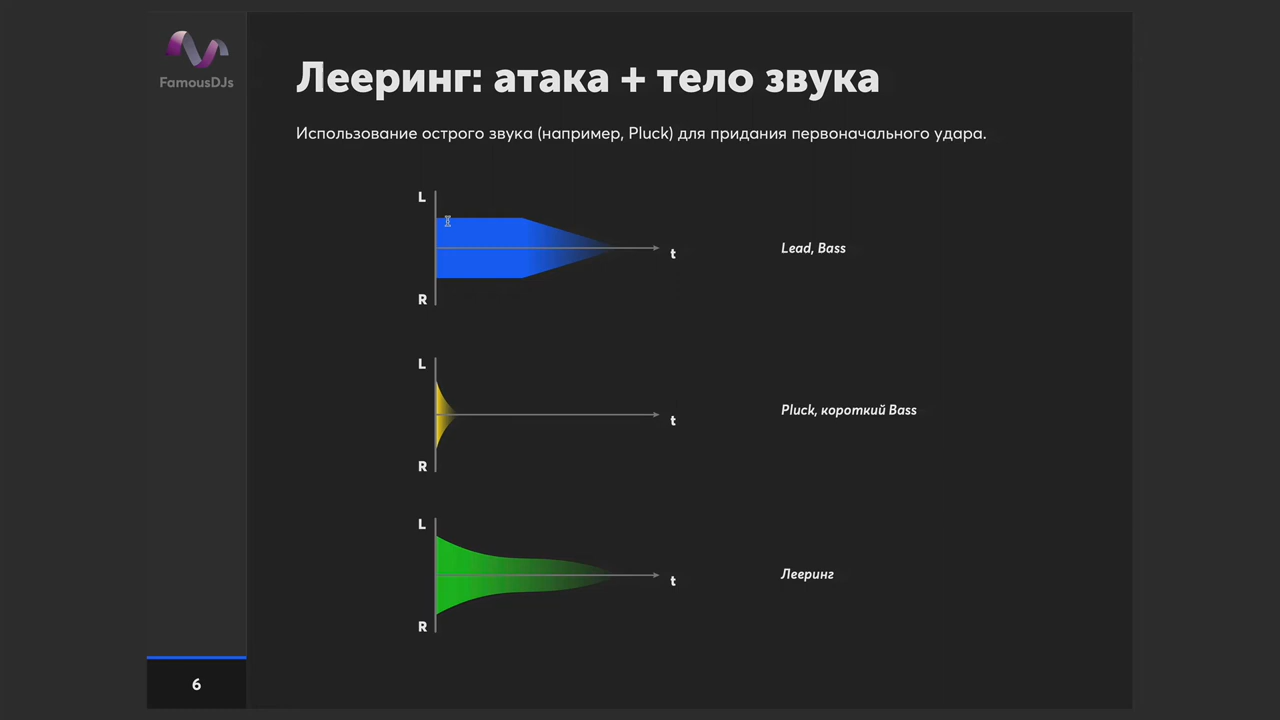 FamousDJs
Лееринг: атака + тело звука
Использование острого звука (например, Pluck) для придания первоначального удара.
L
t
R
Lead, Bass
L
t
R
Pluck, короткий Bass
L
t
R
Лееринг
6